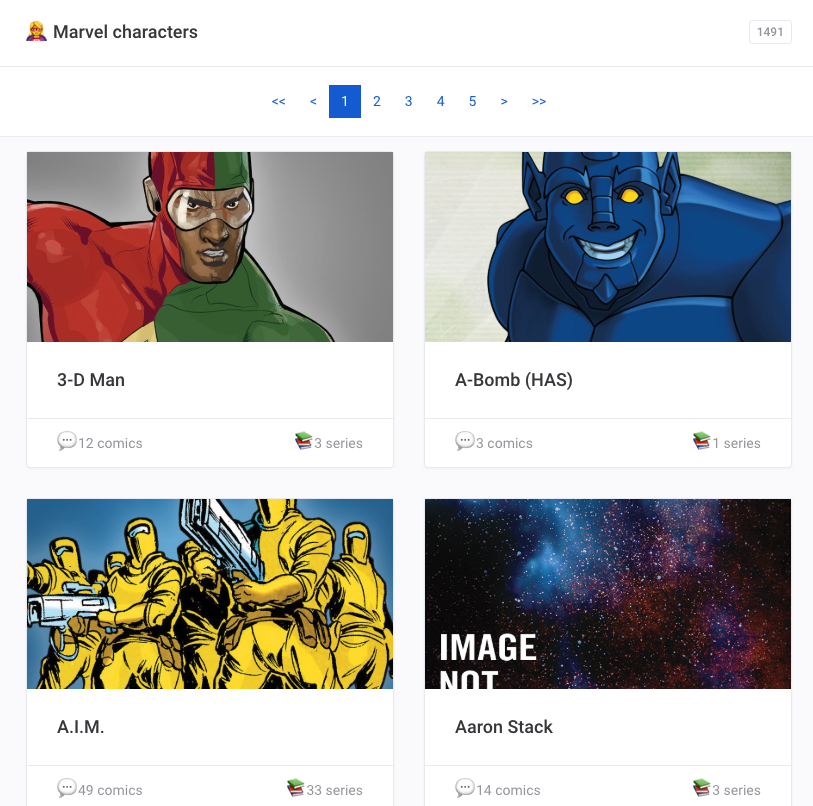 Marvel characters
1491
<< < 1 2 3 4 5 > >>
3-D Man
A-Bomb (HAS)
12 comics
3 series
3 comics
1 series
IMAGE
NOT
A.I.M.
Aaron Stack
49 comics
33 series
14 comics
3 series